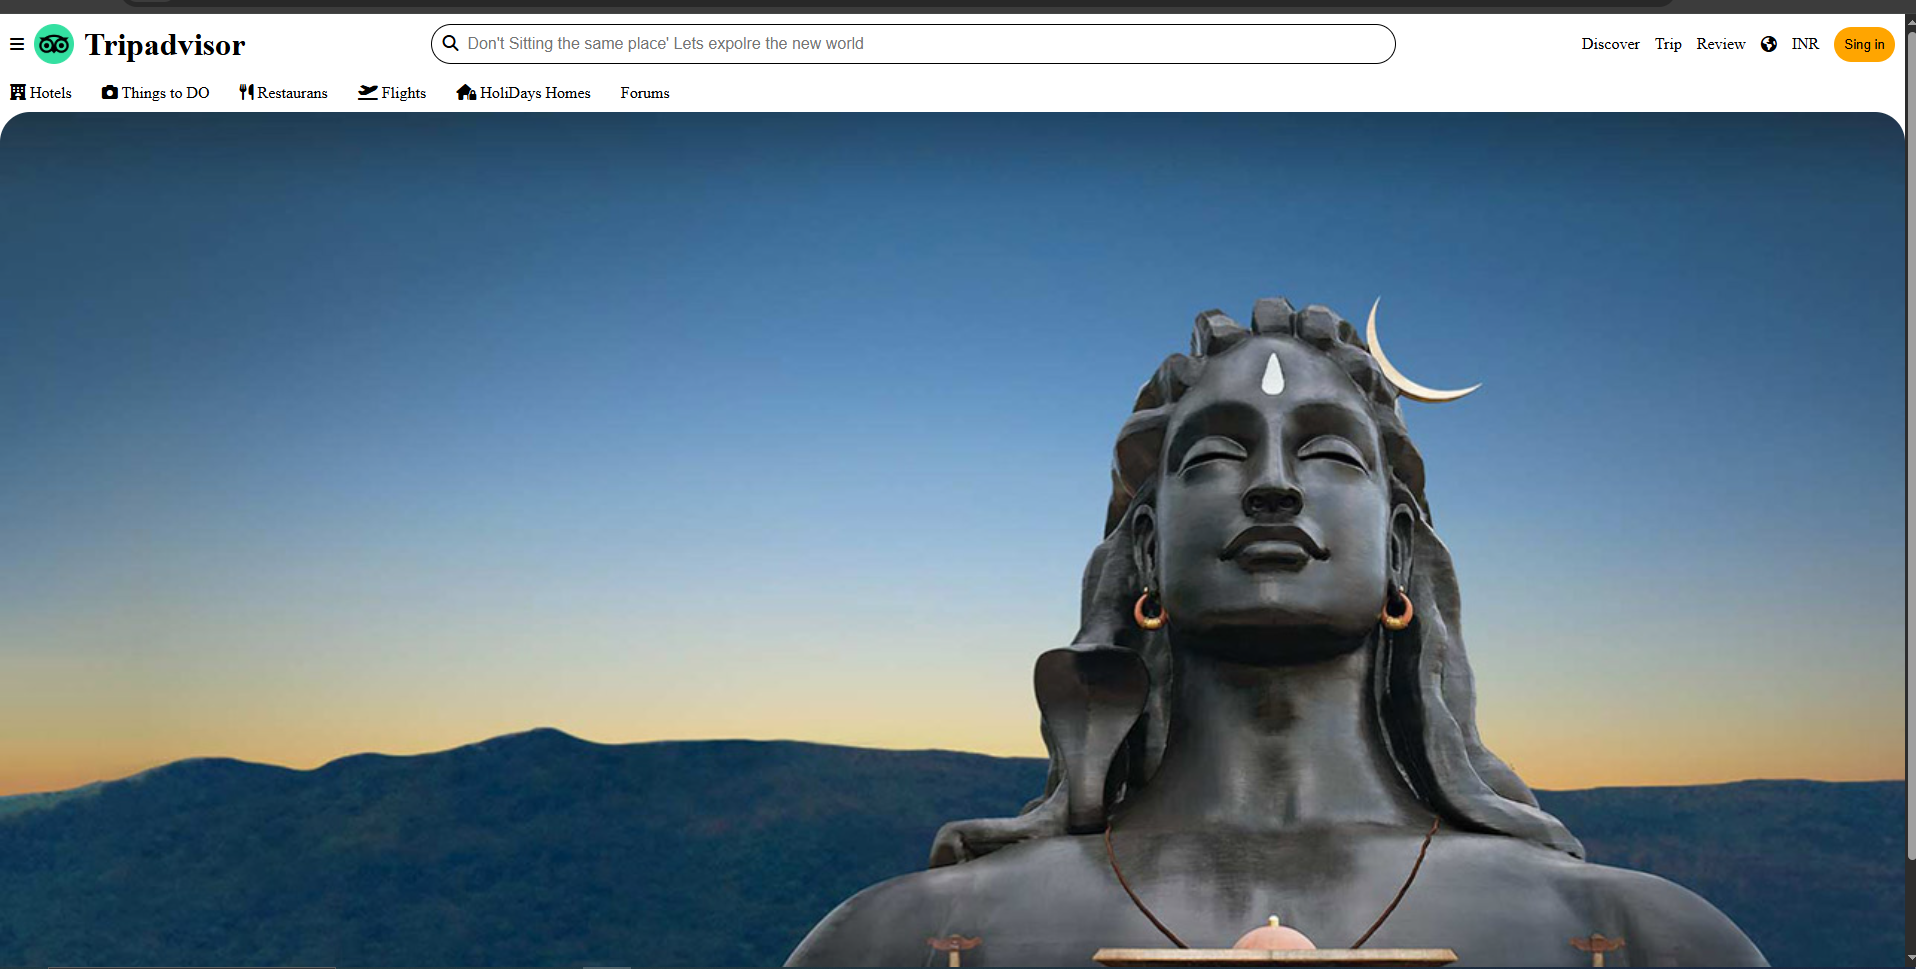 Tripadvisor
Don't Sitting the same place' Lets expolre the new world
Discover Trip Review INR Sing in
Hotels Things to DO Restaurans Flights HoliDays Homes Forums